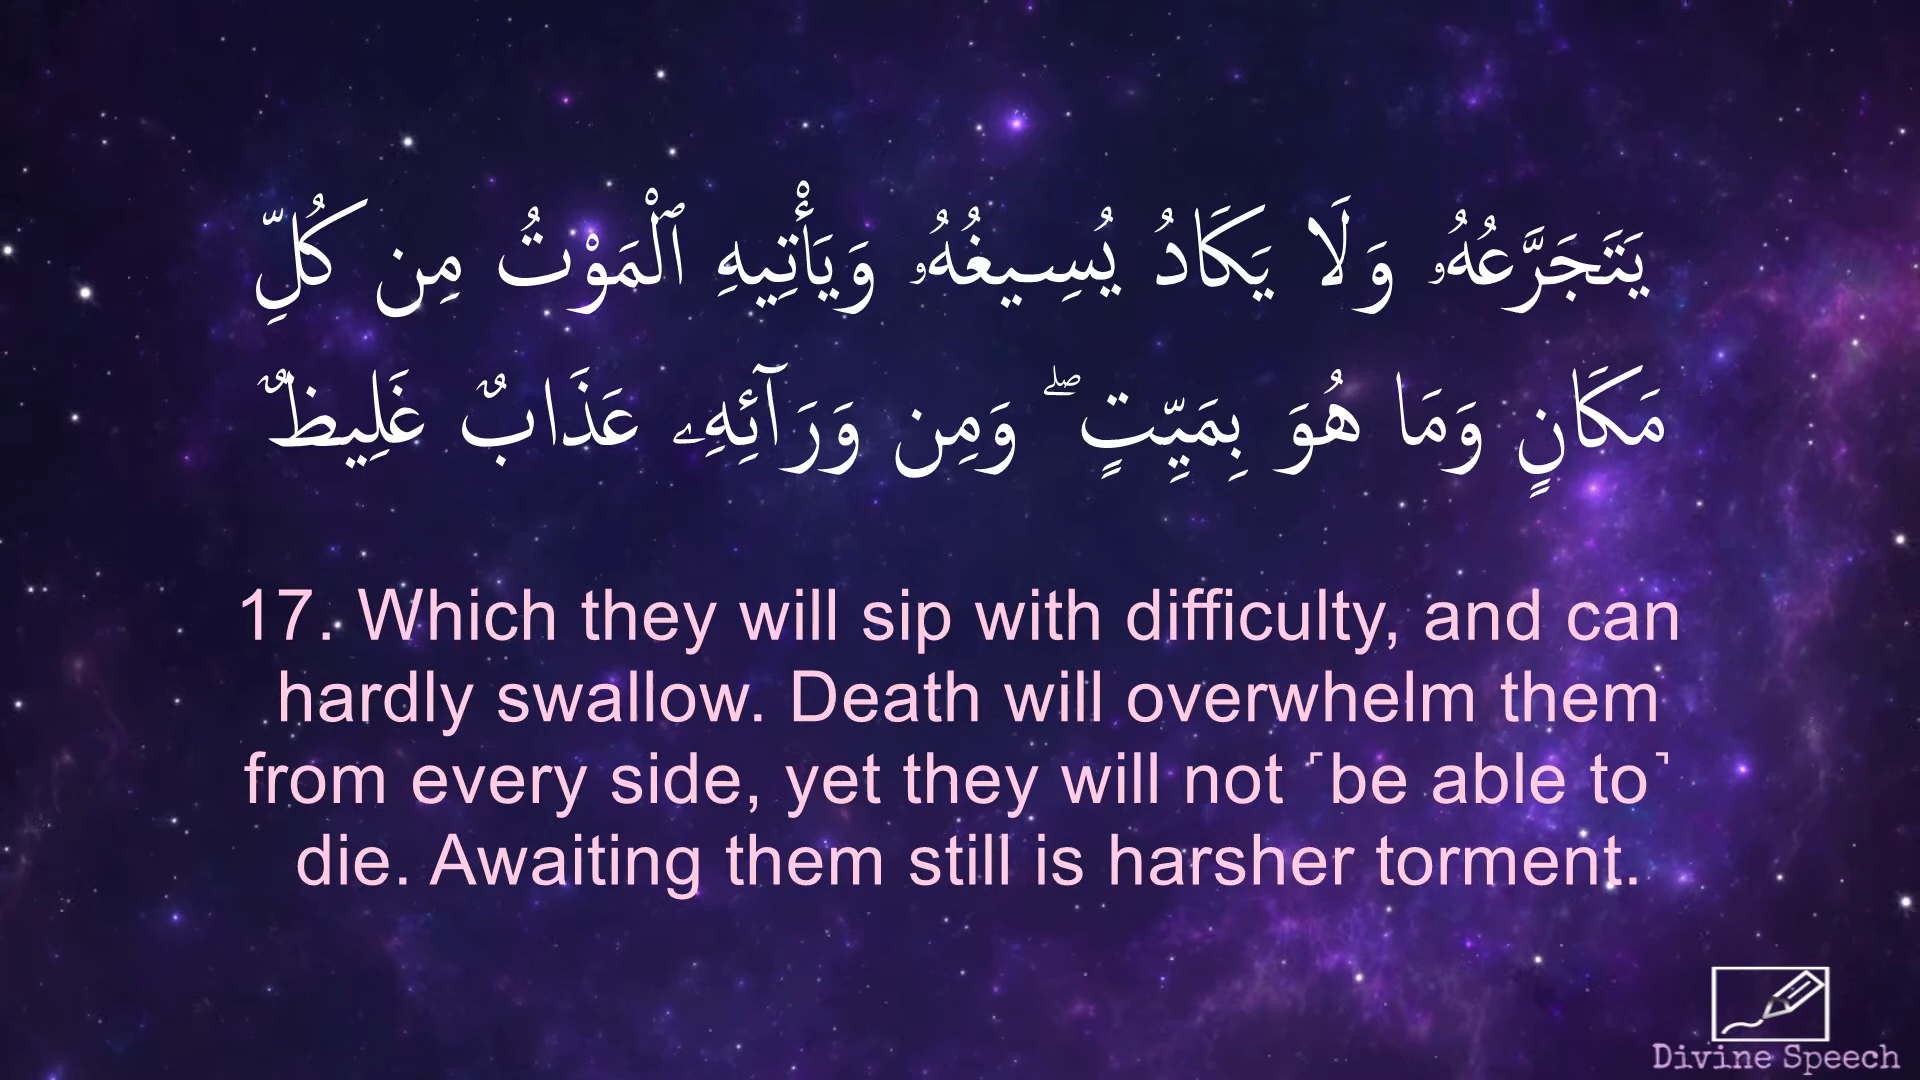 يَتَجَرَّعُهُۥ وَلَا يَكَادُ يُسِيغُهُۥ وَيَأْتِيهِ ٱلْمَوْتُ مِن كُلِّ
مَكَانٍ وَمَا هُوَ بِمَيِّتٍ ۖ وَمِن وَرَآئِهِۦ عَذَابٌ غَلِيظٌ
17. Which they will sip with difficulty, and can
hardly swallow. Death will overwhelm them
from every side, yet they will not ˹be able to˺
die. Awaiting them still is harsher torment.
Divine Speech